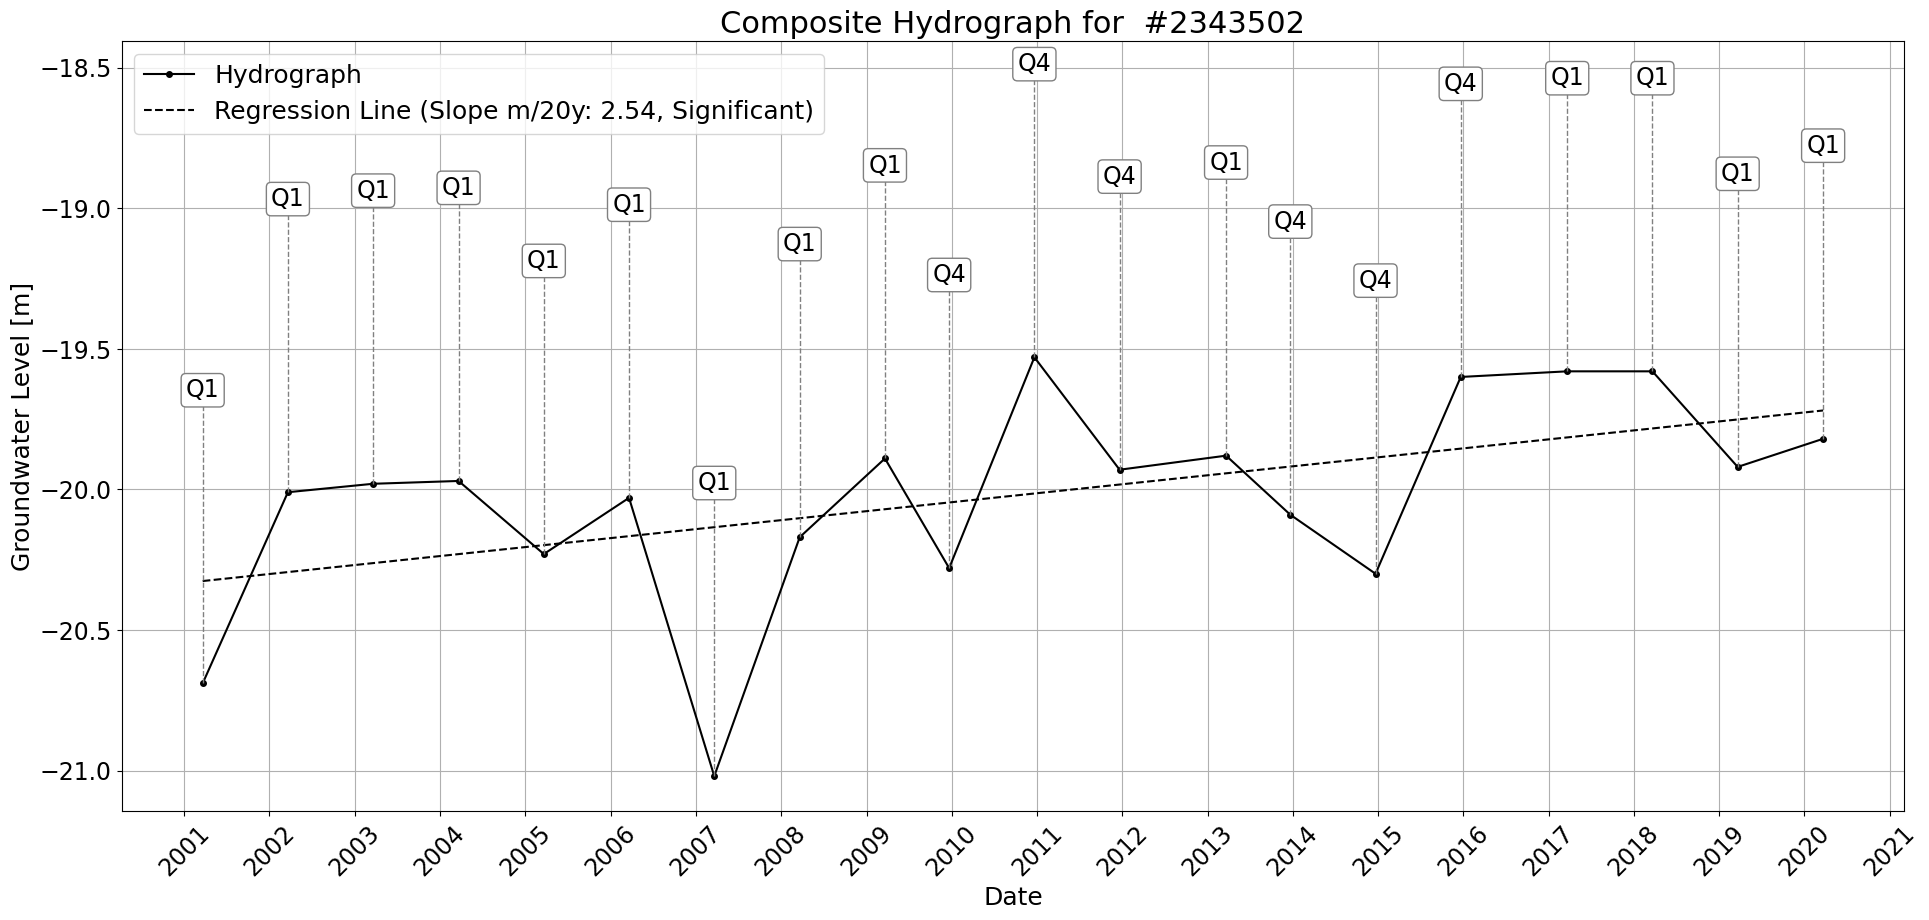 Composite Hydrograph for  #2343502
Hydrograph
Regression Line (Slope m/20y: 2.54, Significant)
Groundwater Level [m]
−18.5
−19.0
−19.5
−20.0
−20.5
−21.0
Q1
Q1
Q1
Q1
Q1
Q1
Q1
Q1
Q1
Q4
Q4
Q4
Q1
Q4
Q4
Q4
Q1
Q1
Q1
Q1
2001
2002
2003
2004
2005
2006
2007
2008
2009
2010
2011
2012
2013
2014
2015
2016
2017
2018
2019
2020
2021
Date